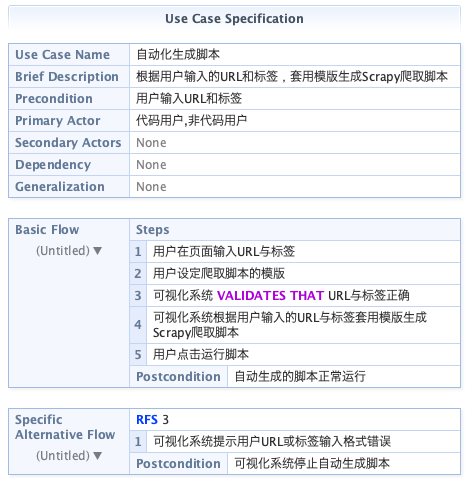 Use Case Specification
Use Case Name 自动化生成脚本
Brief Description 根据用户输入的URL和标签，套用模版生成Scrapy爬取脚本
Precondition 用户输入URL和标签
Primary Actor 代码用户,非代码用户
Secondary Actors None
Dependency None
Generalization None
Basic Flow Steps
(Untitled) ▼
1 用户在页面输入URL与标签
2 用户设定爬取脚本的模版
3 可视化系统 VALIDATES THAT URL与标签正确
4 可视化系统根据用户输入的URL与标签套用模版生成
Scrapy爬取脚本
5 用户点击运行脚本
Postcondition 自动生成的脚本正常运行
Specific
Alternative Flow
(Untitled) ▼
RFS 3
1 可视化系统提示用户URL或标签输入格式错误
Postcondition 可视化系统停止自动生成脚本